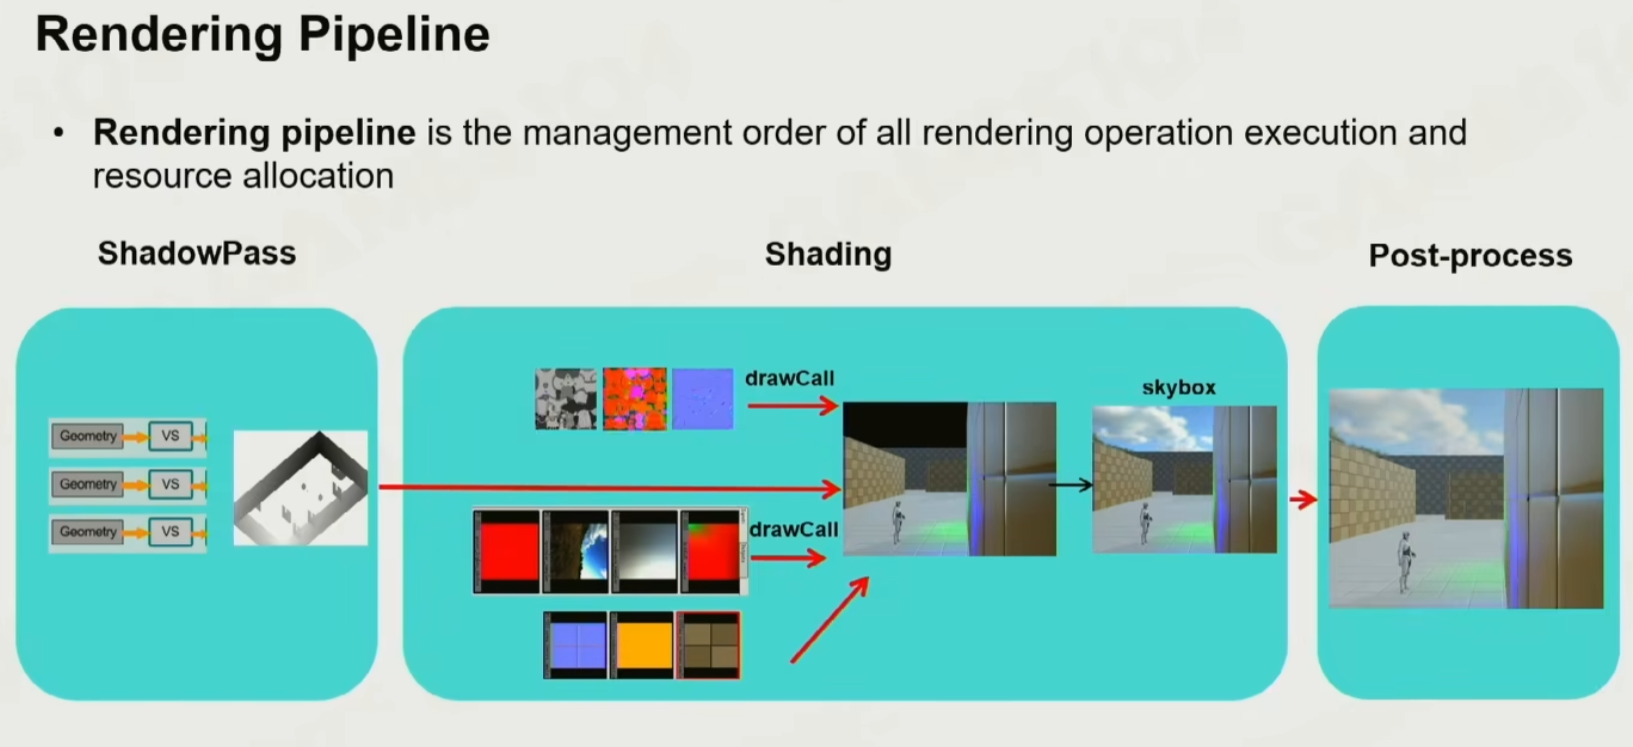 Rendering Pipeline
• Rendering pipeline is the management order of all rendering operation execution and
resource allocation
ShadowPass
Shading
Post-process
Geometry VS
Geometry VS
Geometry VS
drawCall
drawCall
skybox